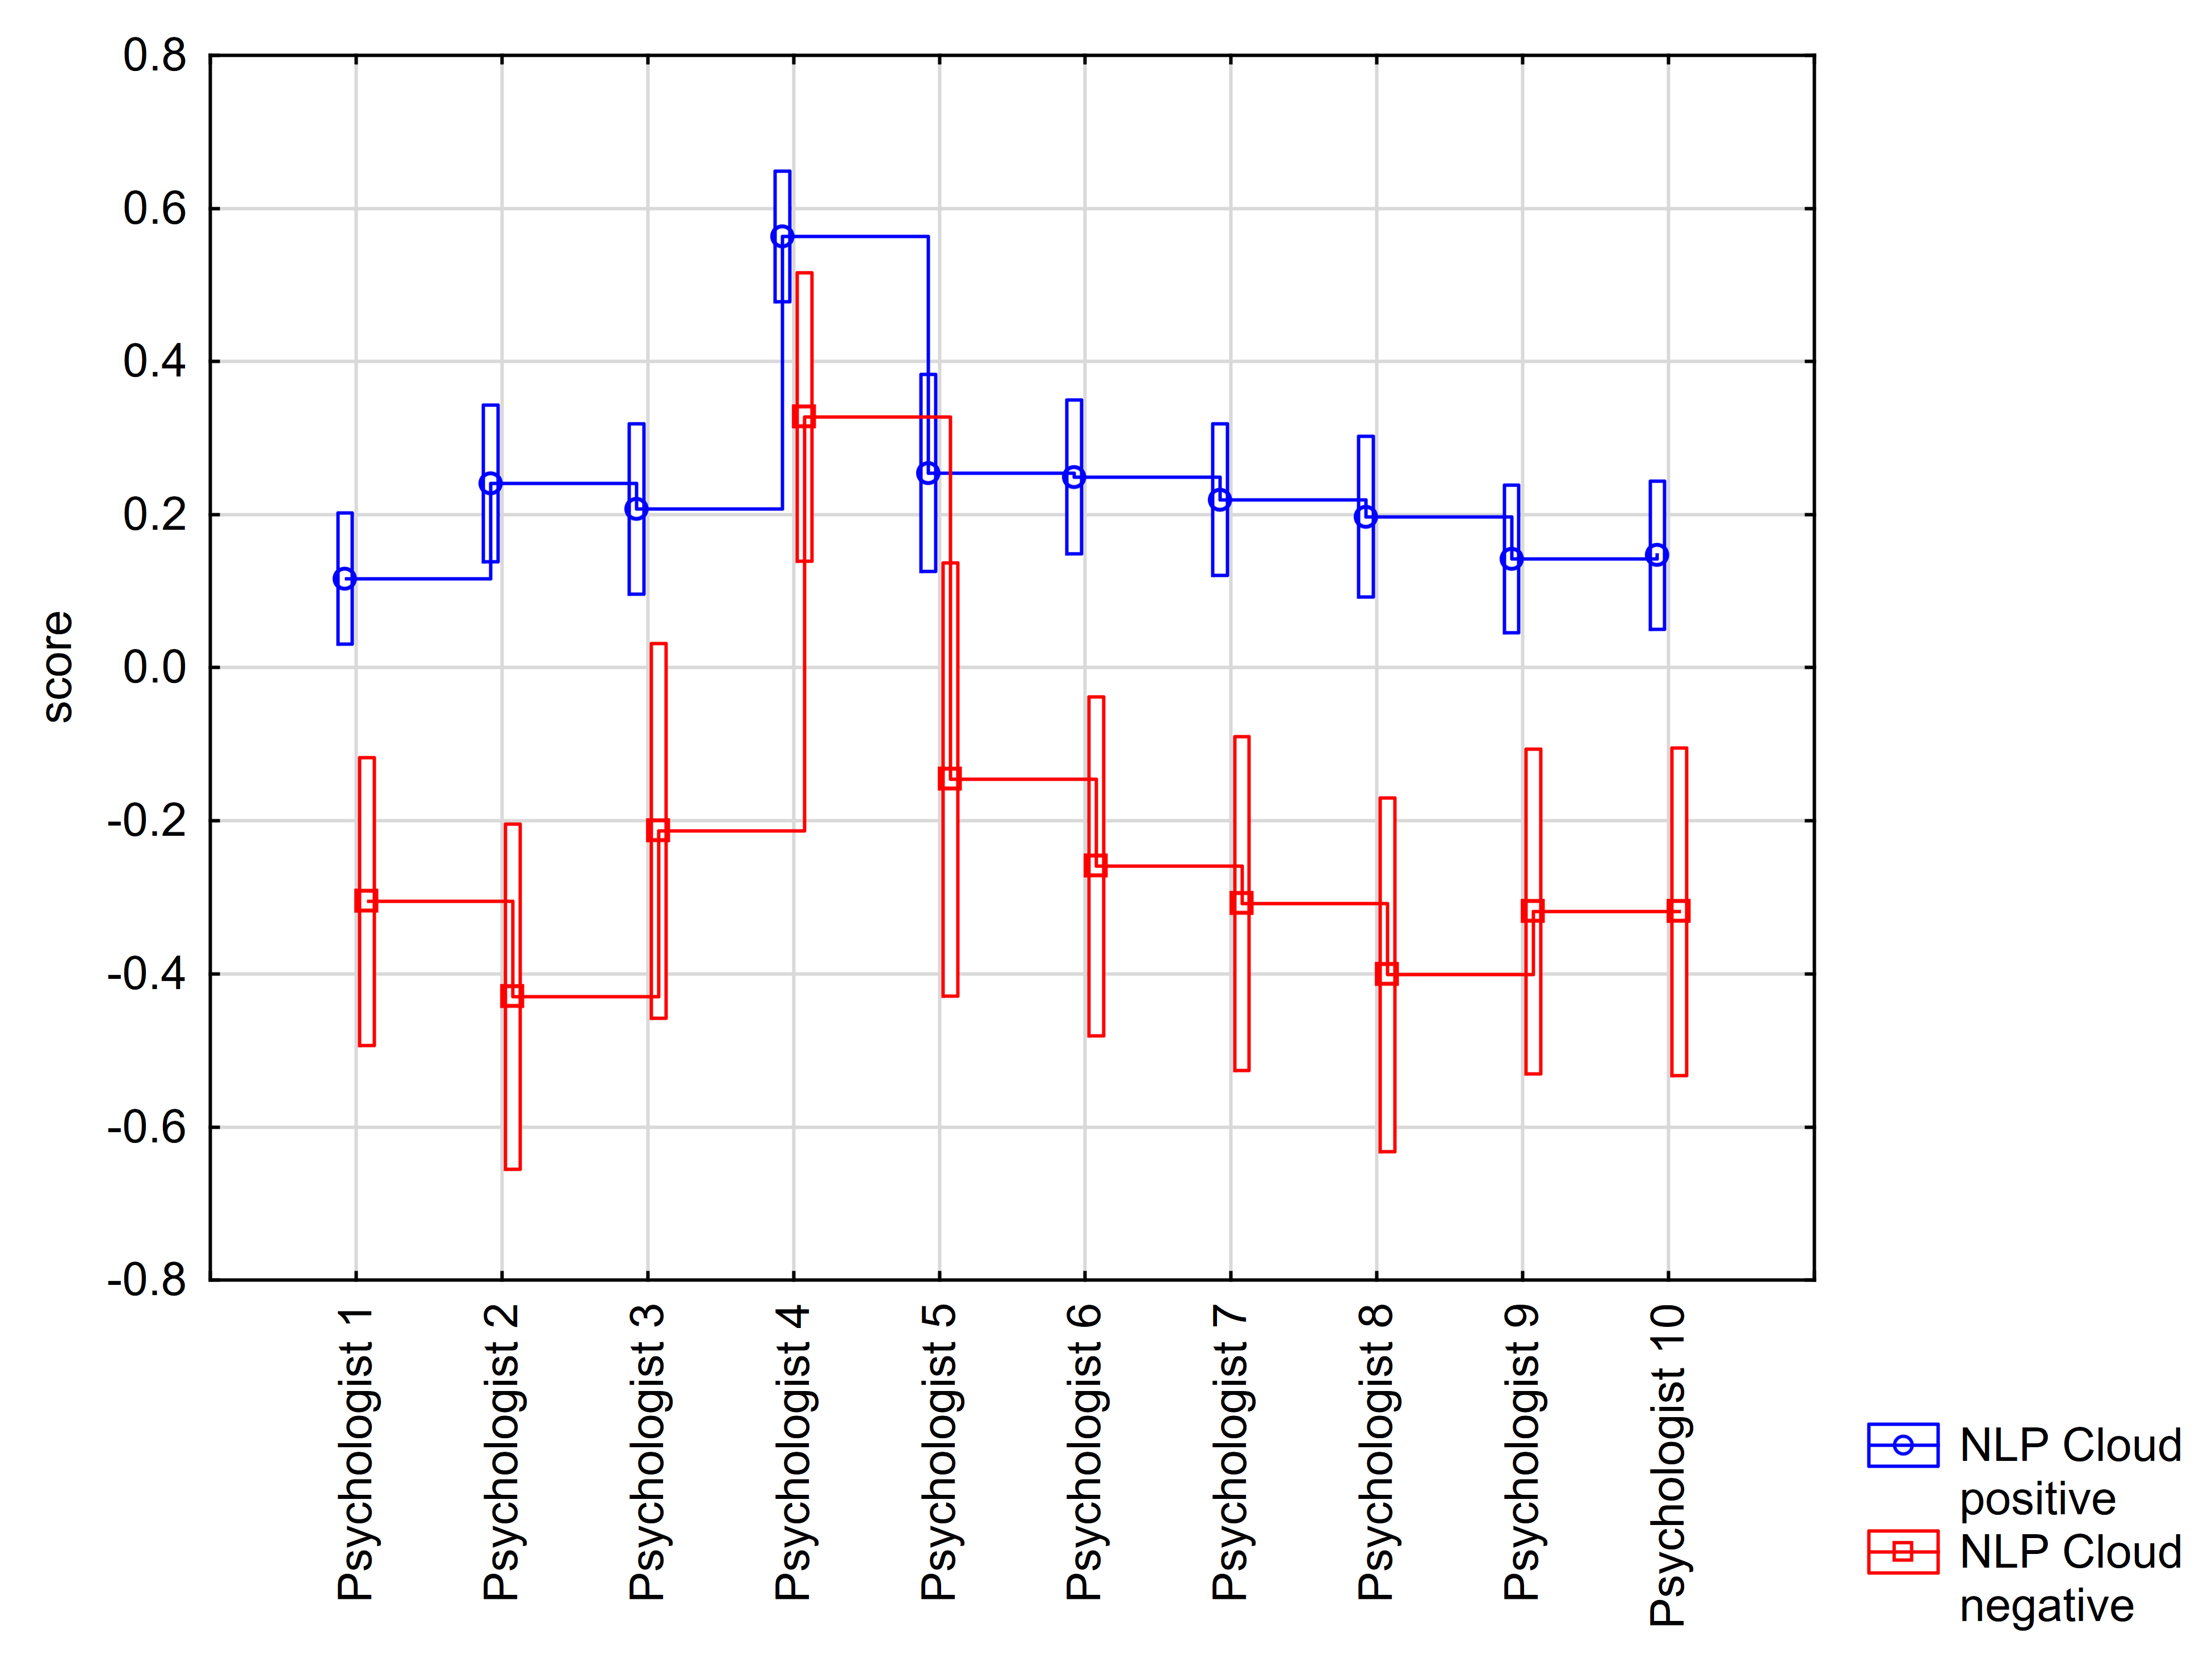 0.8
0.6
0.4
0.2
0.0
-0.2
-0.4
-0.6
-0.8
score
Psychologist 1
Psychologist 2
Psychologist 3
Psychologist 4
Psychologist 5
Psychologist 6
Psychologist 7
Psychologist 8
Psychologist 9
Psychologist 10
NLP Cloud
positive
NLP Cloud
negative